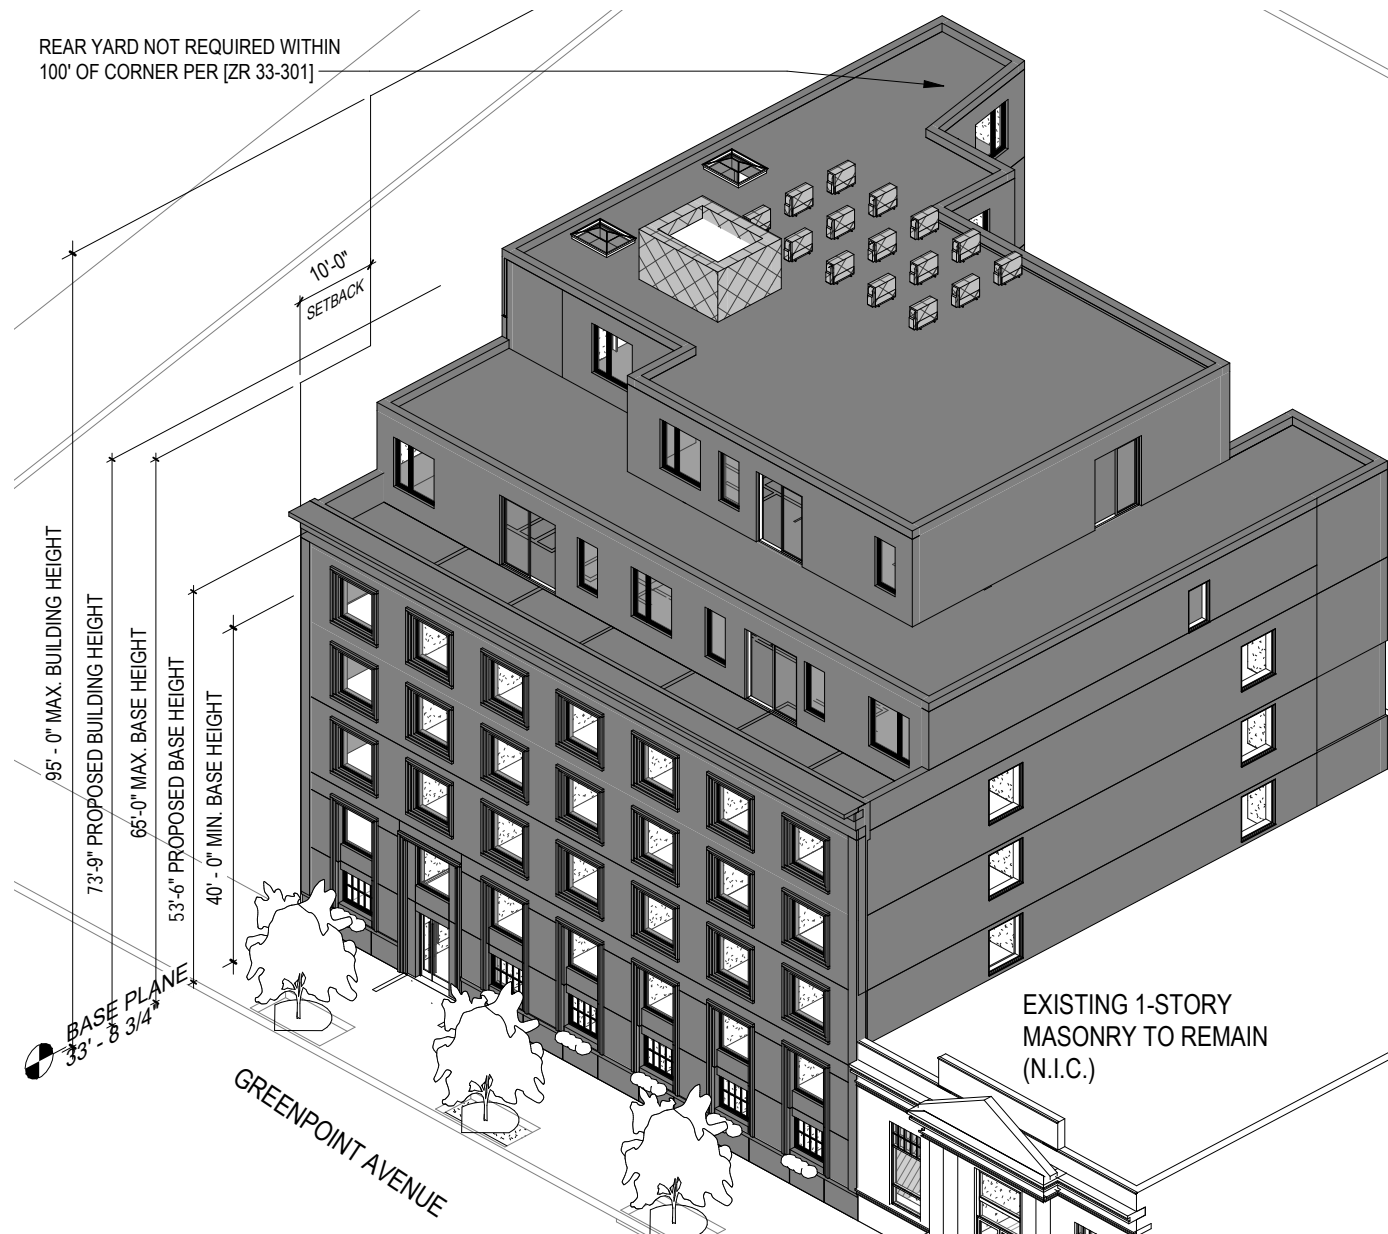 REAR YARD NOT REQUIRED WITHIN
100' OF CORNER PER [ZR 33-301]
10'-0"
SETBACK
95' - 0" MAX. BUILDING HEIGHT
73'-9" PROPOSED BUILDING HEIGHT
65'-0" MAX. BASE HEIGHT
53'-6" PROPOSED BASE HEIGHT
40' - 0" MIN. BASE HEIGHT
BASE PLANE
33' - 8 3/4"
GREENPOINT AVENUE
EXISTING 1-STORY
MASONRY TO REMAIN
(N.I.C.)